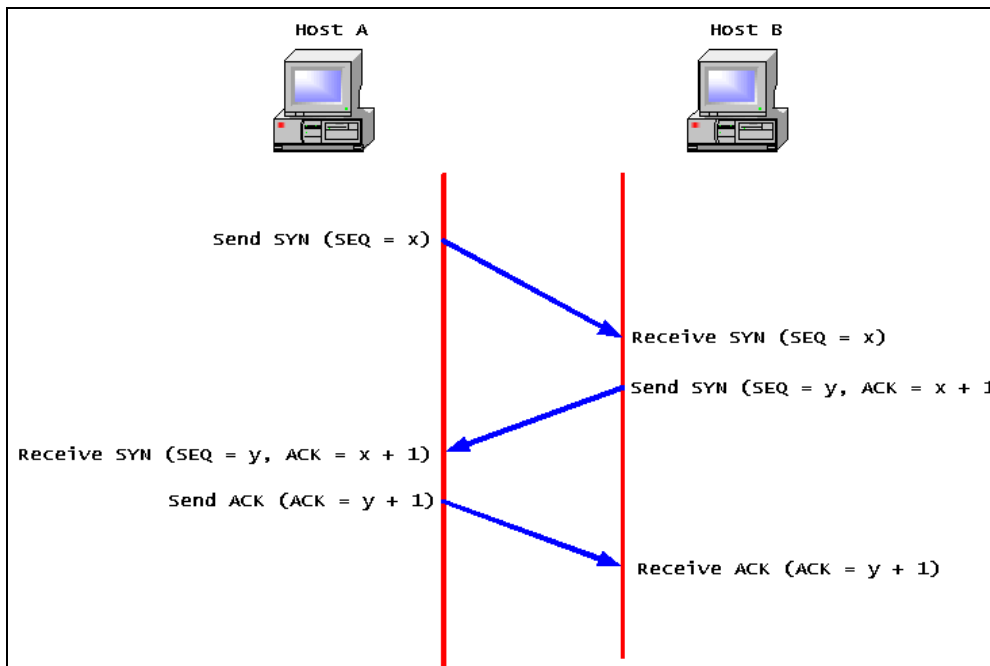 Host A
Host B
Send SYN (SEQ = x)
Receive SYN (SEQ = x)
Send SYN (SEQ = y, ACK = x + 1
Receive SYN (SEQ = y, ACK = x + 1)
Send ACK (ACK = y + 1)
Receive ACK (ACK = y + 1)